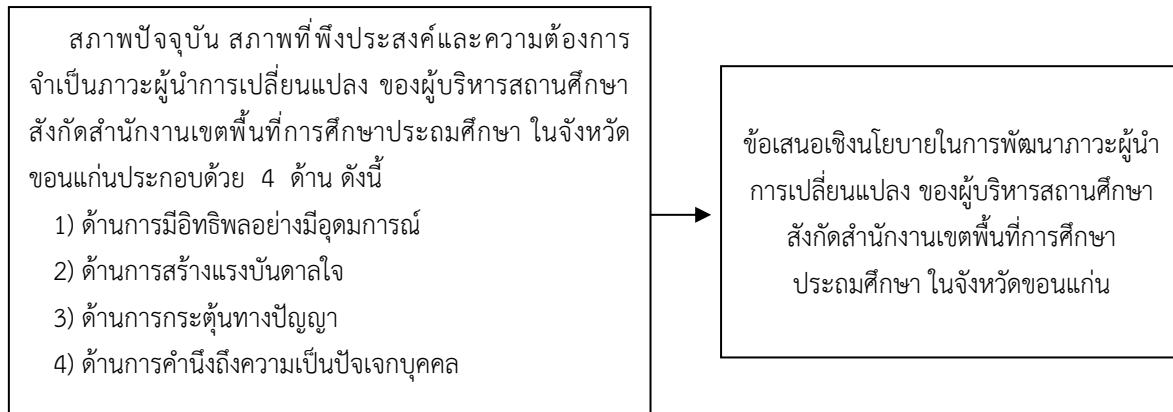 สภาพปัจจุบัน สภาพที่พึงประสงค์และความต้องการ
จำเป็นภาวะผู้นำการเปลี่ยนแปลง ของผู้บริหารสถานศึกษา
สังกัดสำนักงานเขตพื้นที่การศึกษาประถมศึกษา ในจังหวัด
ขอนแก่นประกอบด้วย 4 ด้าน ดังนี้
1) ด้านการมีอิทธิพลอย่างมีอุดมการณ์
2) ด้านการสร้างแรงบันดาลใจ
3) ด้านการกระตุ้นทางปัญญา
4) ด้านการคำนึงถึงความเป็นปัจเจกบุคคล
ข้อเสนอเชิงนโยบายในการพัฒนาภาวะผู้นำ
การเปลี่ยนแปลง ของผู้บริหารสถานศึกษา
สังกัดสำนักงานเขตพื้นที่การศึกษา
ประถมศึกษา ในจังหวัดขอนแก่น